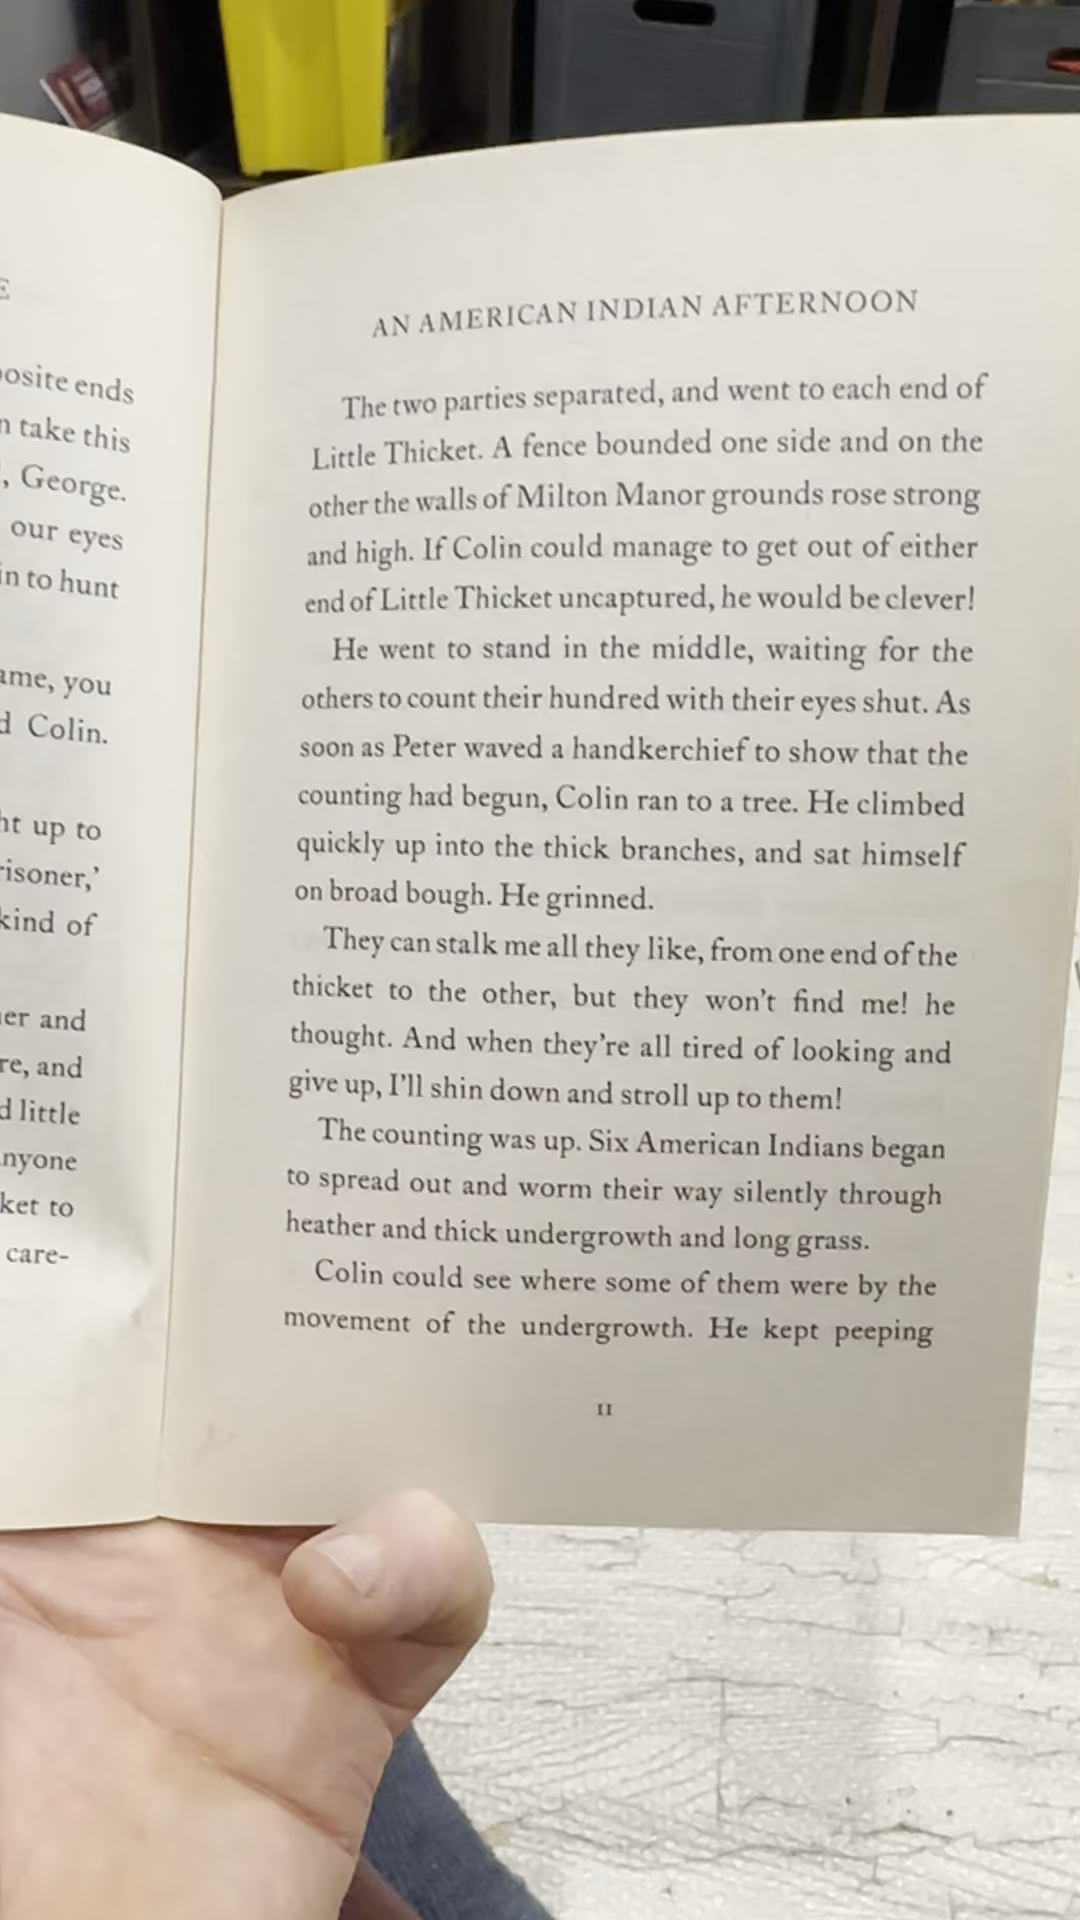 E
posite ends
n take this
, George.
our eyes
in to hunt
ame, you
d Colin.
ht up to
risoner,'
kind of
er and
re, and
d little
nyone
ket to
care-
AN AMERICAN INDIAN AFTERNOON
The two parties separated, and went to each end of
Little Thicket. A fence bounded one side and on the
other the walls of Milton Manor grounds rose strong
and high. If Colin could manage to get out of either
end of Little Thicket uncaptured, he would be clever!
He went to stand in the middle, waiting for the
others to count their hundred with their eyes shut. As
soon as Peter waved a handkerchief to show that the
counting had begun, Colin ran to a tree. He climbed
quickly up into the thick branches, and sat himself
on broad bough. He grinned.
They can stalk me all they like, from one end of the
thicket to the other, but they won't find me! he
thought. And when they're all tired of looking and
give up, I'll shin down and stroll up to them!
The counting was up. Six American Indians began
to spread out and worm their way silently through
heather and thick undergrowth and long grass.
Colin could see where some of them were by the
movement of the undergrowth. He kept peeping
11